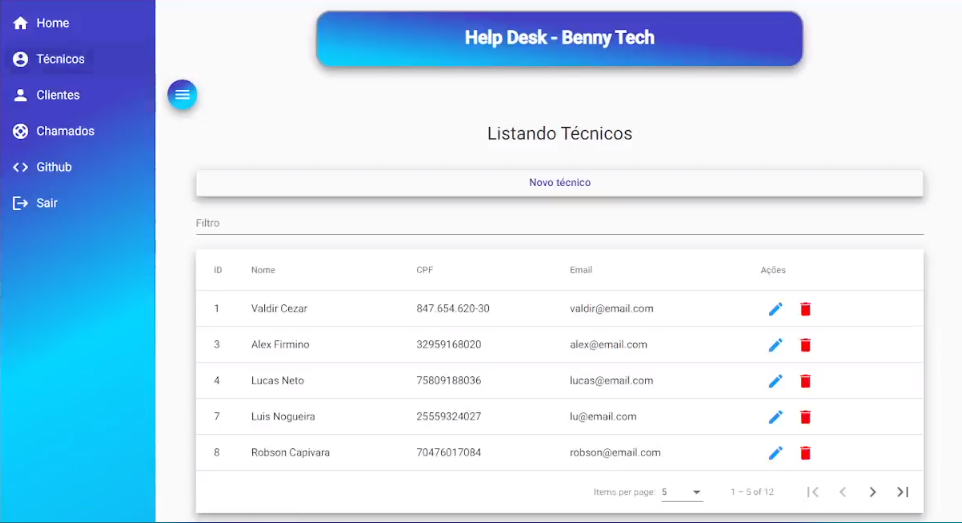 Home
Técnicos
Clientes
Chamados
Github
Sair
Help Desk - Benny Tech
Listando Técnicos
Novo técnico
Filtro
ID Nome CPF Email Ações
1 Valdir Cezar 847.654.620-30 valdir@email.com
3 Alex Firmino 32959168020 alex@email.com
4 Lucas Neto 75809188036 lucas@email.com
7 Luis Nogueira 25559324027 lu@email.com
8 Robson Capivara 70476017084 robson@email.com
Items per page: 5 1 – 5 of 12